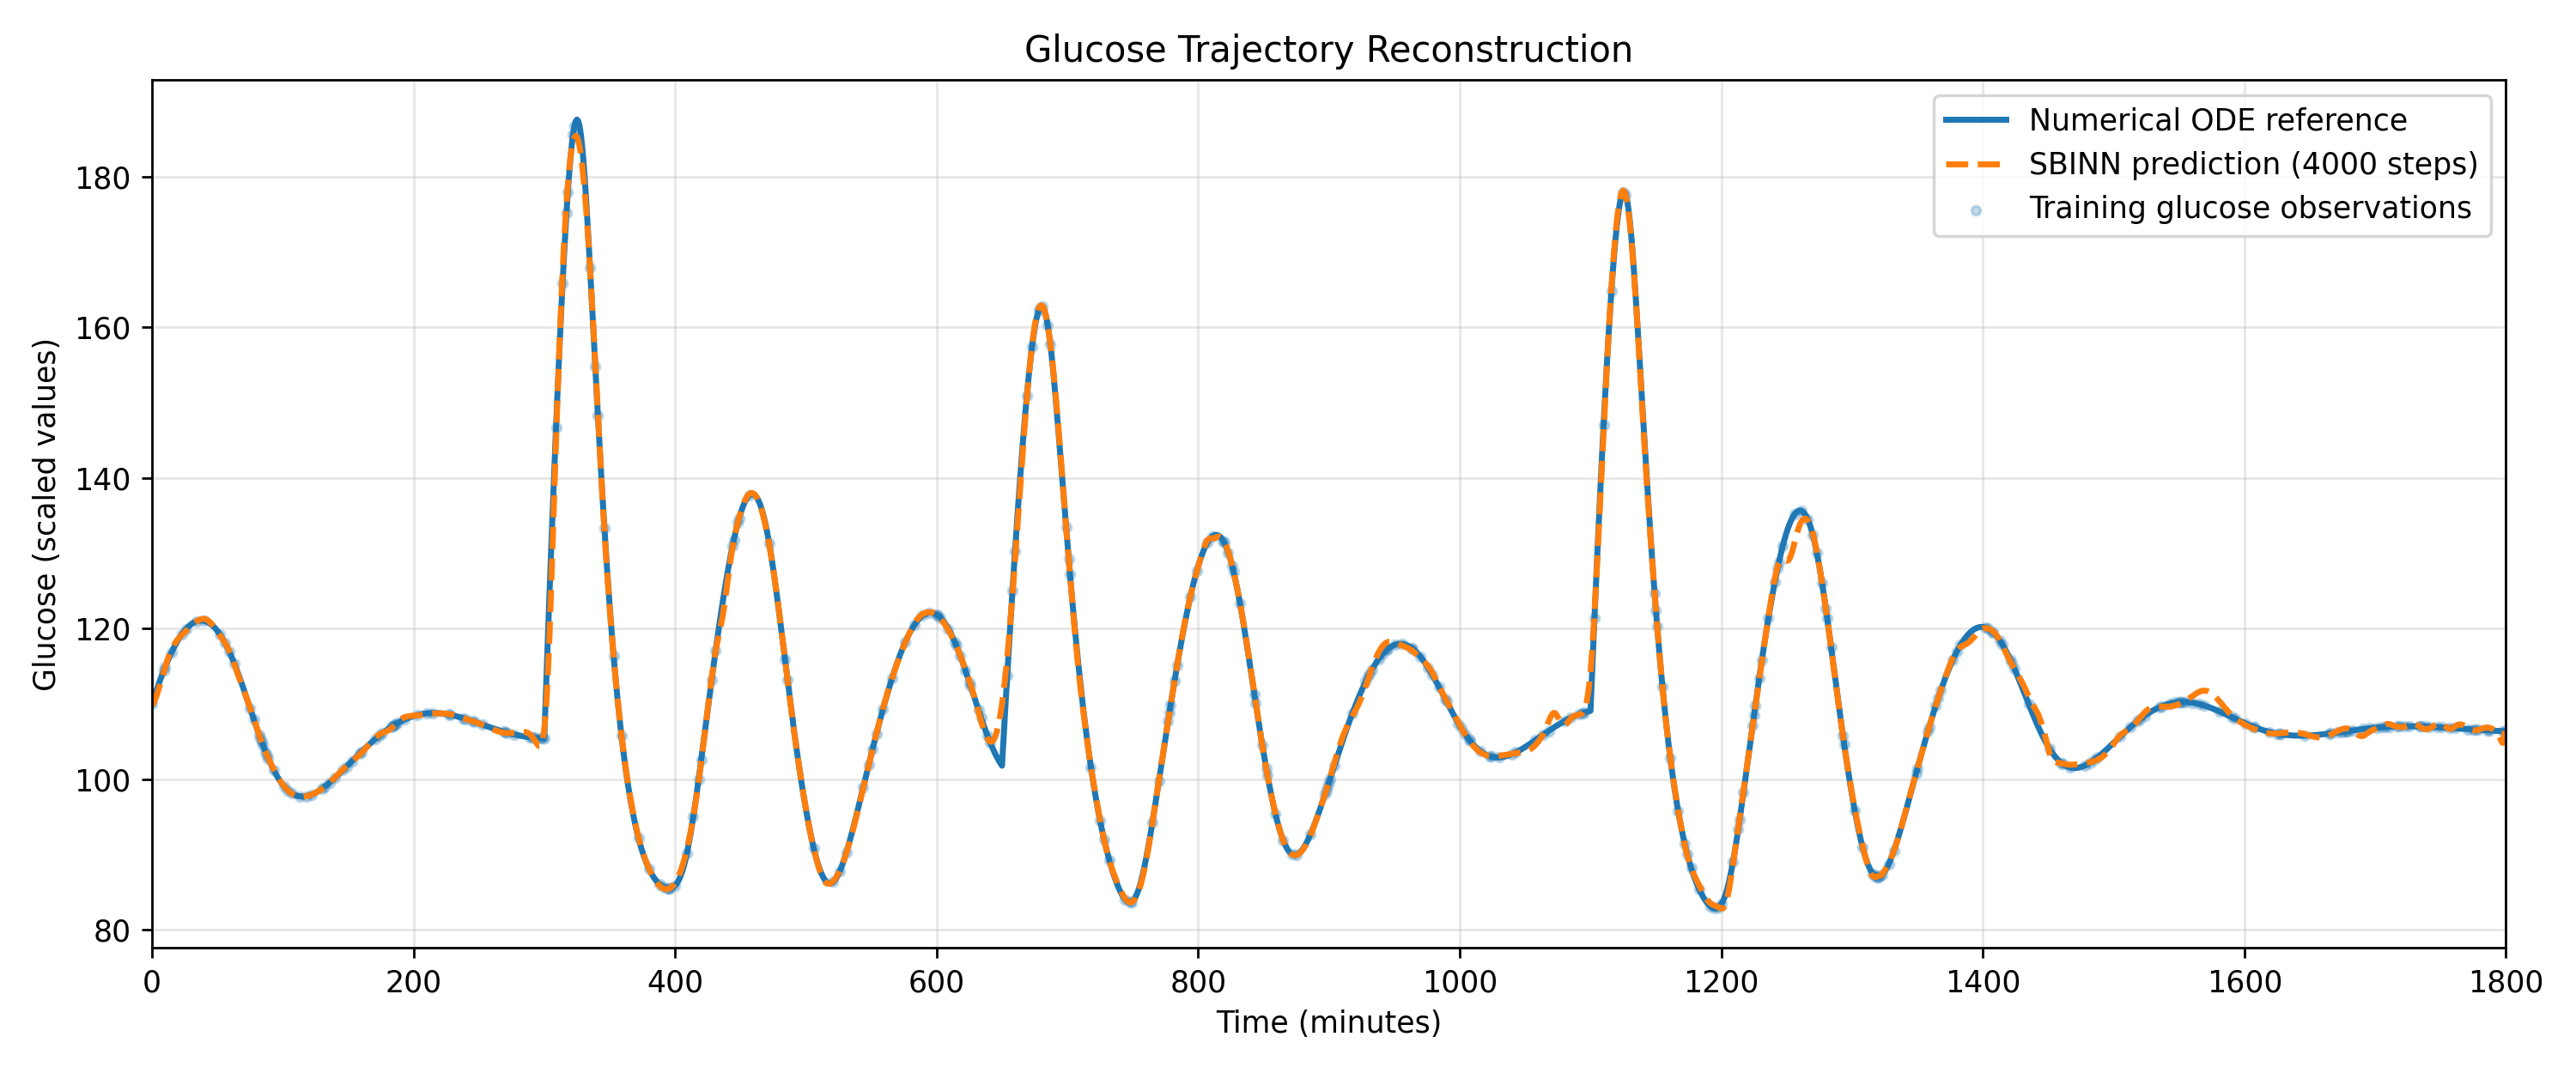 Glucose Trajectory Reconstruction
Numerical ODE reference
SBINN prediction (4000 steps)
Training glucose observations
Glucose (scaled values)
180
160
140
120
100
80
0 200 400 600 800 1000 1200 1400 1600 1800
Time (minutes)